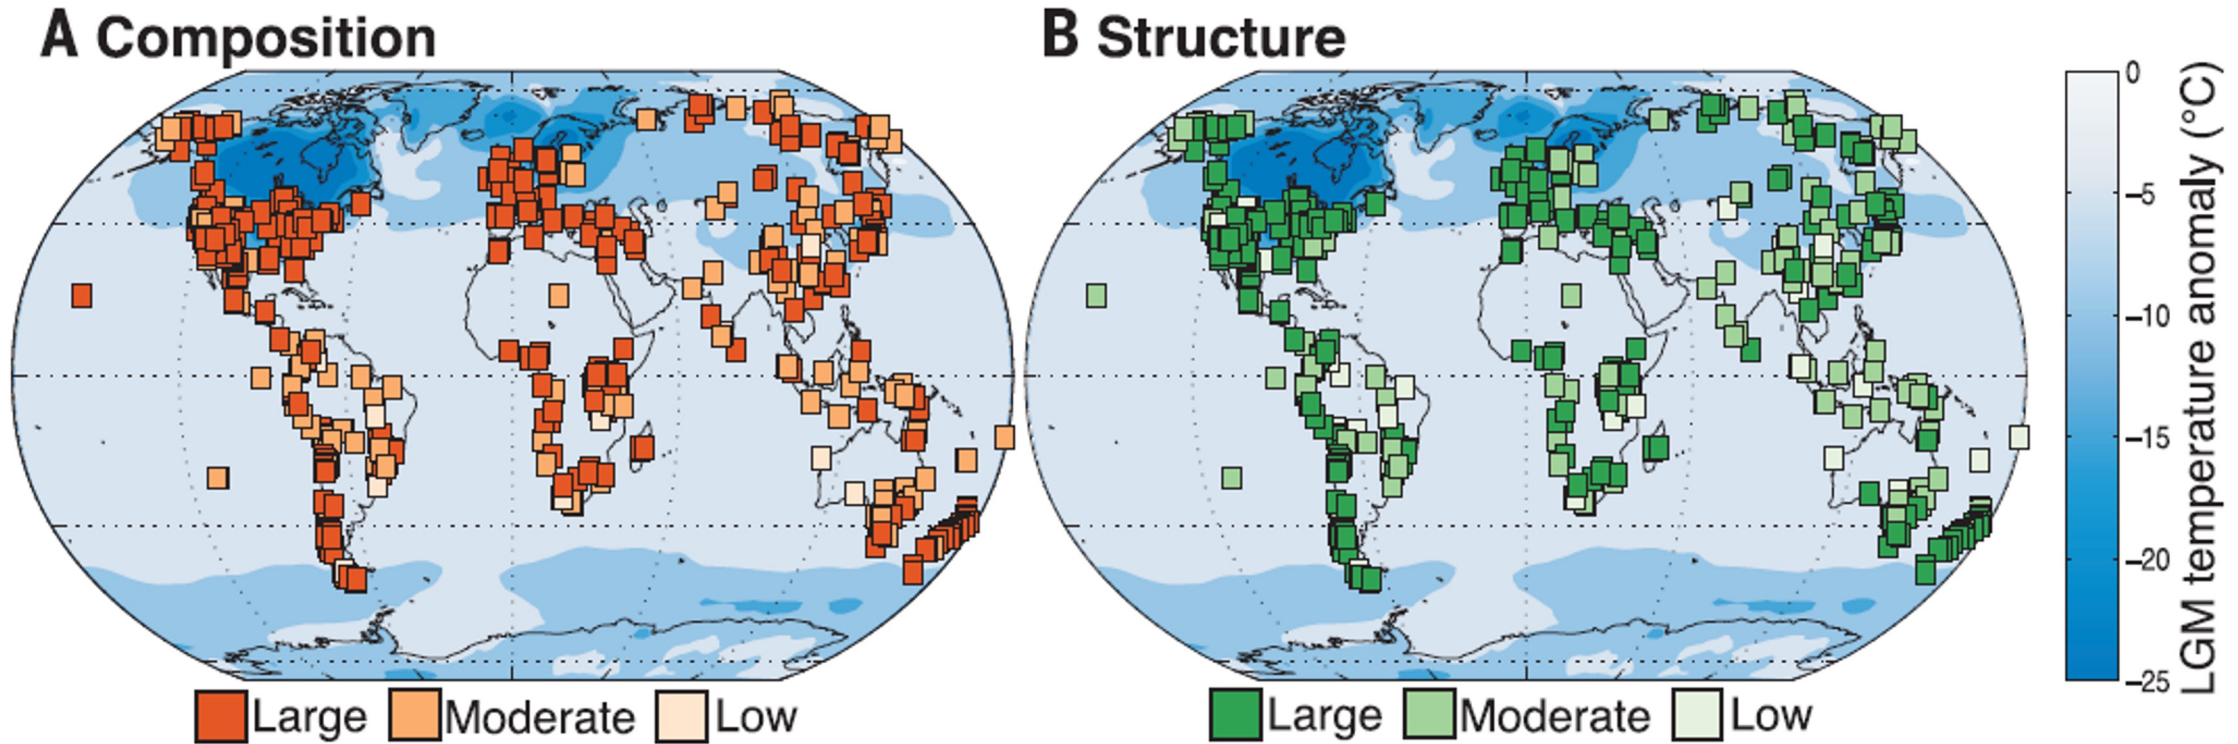 A Composition
B Structure
0
–5
–10
–15
–20
–25
LGM temperature anomaly (°C)
Large
Moderate
Low
Large
Moderate
Low